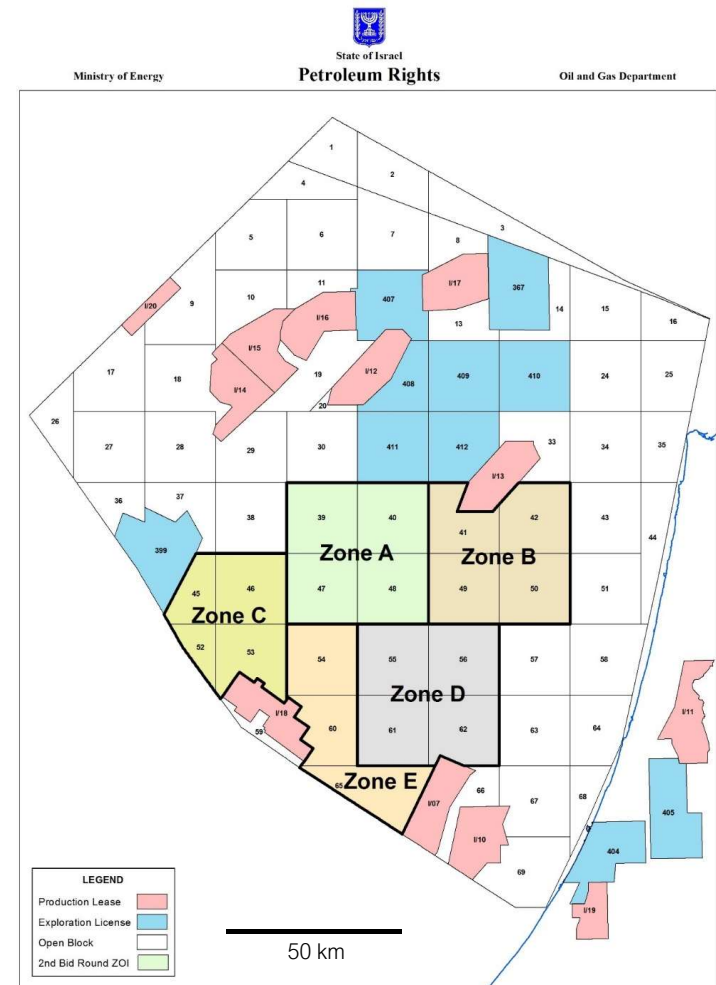 State of Israel
Ministry of Energy Petroleum Rights Oil and Gas Department
1
2
4
3
5 6 7 8
I/20 9 10 11 407 I/17 367 14 15 16
I/16 13
I/15
17 18 I/14 19 I/12 408 409 410 24 25
20
26 27 28 29 30 411 412 33 34 35
I/13
36 37 38 39 40 41 42 43 44
399 Zone A Zone B
45 46 47 48 49 50 51
Zone C
52 53 54 55 56 57 58
Zone D
I/18 59 60 61 62 63 64 I/11
Zone E
65 I/07 66 67 68 405
I/10 404
69 I/19
LEGEND
Production Lease
Exploration License
Open Block
2nd Bid Round ZOI
50 km